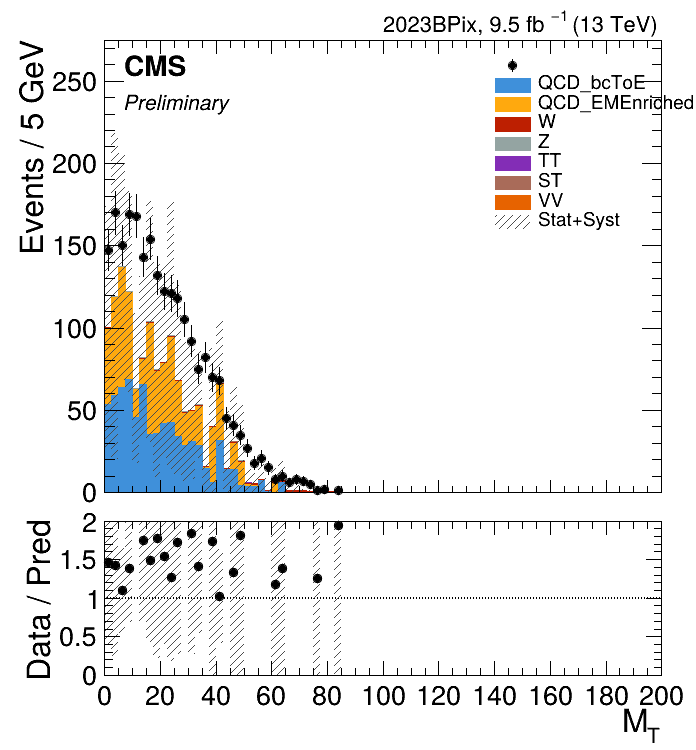 2023BPix, 9.5 fb⁻¹ (13 TeV)
CMS
Preliminary
QCD_bcToE
QCD_EMEnriched
W
Z
TT
ST
VV
Stat+Syst
Events / 5 GeV
250
200
150
100
50
0
Data / Pred
2
1.5
1
0.5
0
0 20 40 60 80 100 120 140 160 180 200
M_T